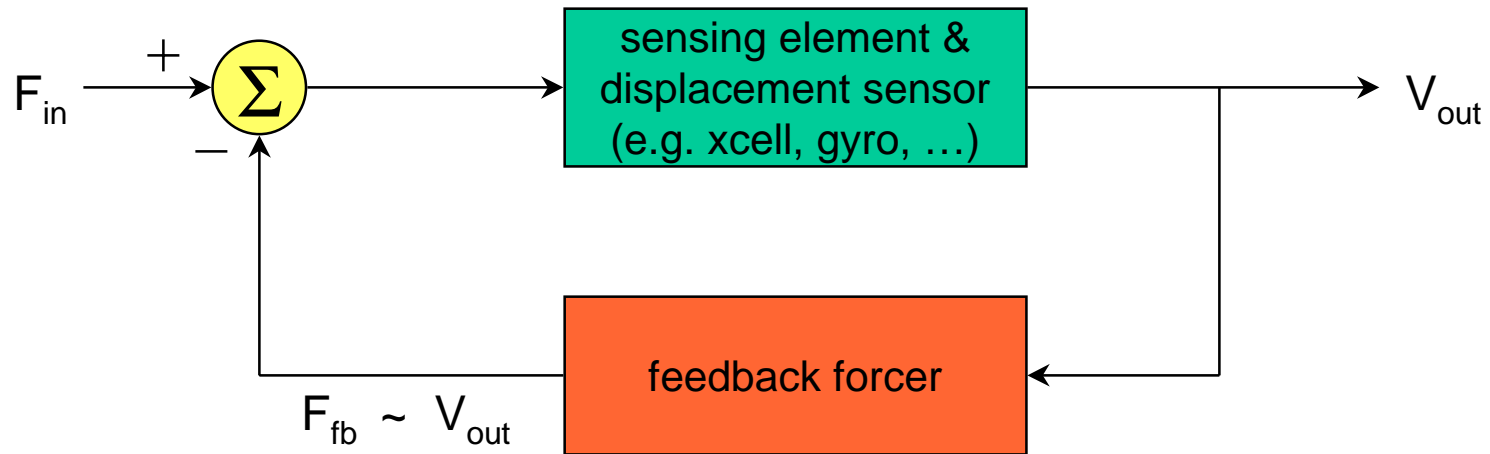 F_in
+
Σ
−
sensing element &
displacement sensor
(e.g. xcell, gyro, …)
V_out
feedback forcer
F_fb ~ V_out